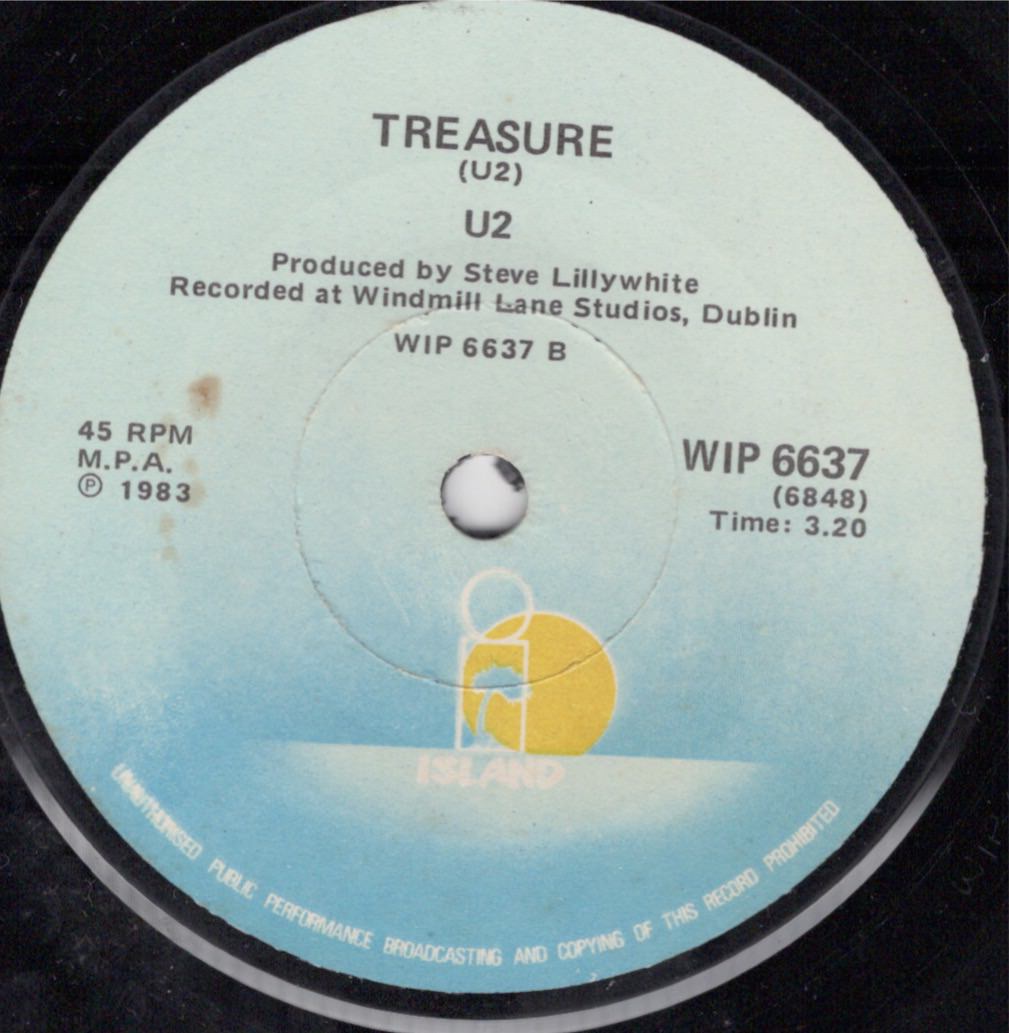 TREASURE
(U2)
U2
Produced by Steve Lillywhite
Recorded at Windmill Lane Studios, Dublin
WIP 6637 B
45 RPM
M.P.A.
Ⓟ 1983
WIP 6637
(6848)
Time: 3.20
ISLAND
UNAUTHORISED PUBLIC PERFORMANCE BROADCASTING AND COPYING OF THIS RECORD PROHIBITED